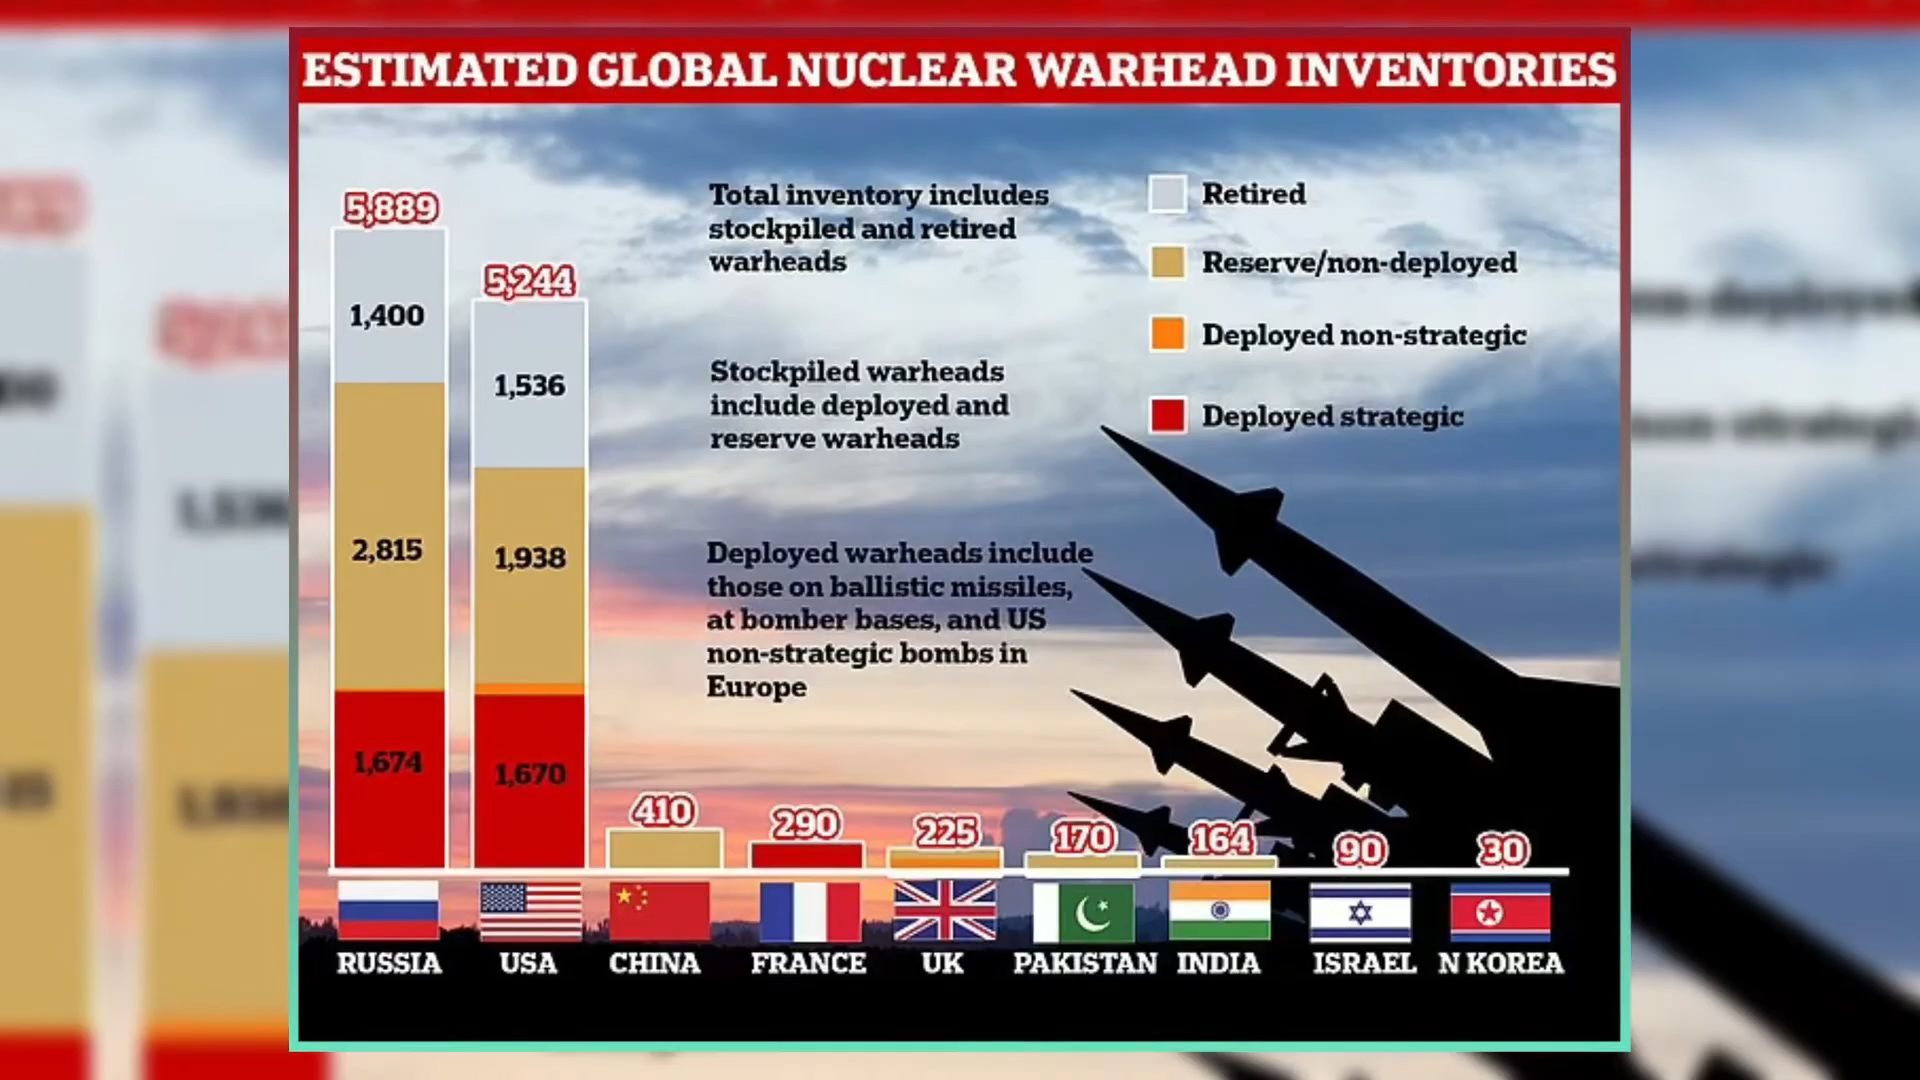 ESTIMATED GLOBAL NUCLEAR WARHEAD INVENTORIES
Total inventory includes
stockpiled and retired
warheads
Stockpiled warheads
include deployed and
reserve warheads
Deployed warheads include
those on ballistic missiles,
at bomber bases, and US
non-strategic bombs in
Europe
Retired
Reserve/non-deployed
Deployed non-strategic
Deployed strategic
5,889
1,400
2,815
1,674
5,244
1,536
1,938
1,670
410
290
225
170
164
90
30
RUSSIA
USA
CHINA
FRANCE
UK
PAKISTAN
INDIA
ISRAEL
N KOREA